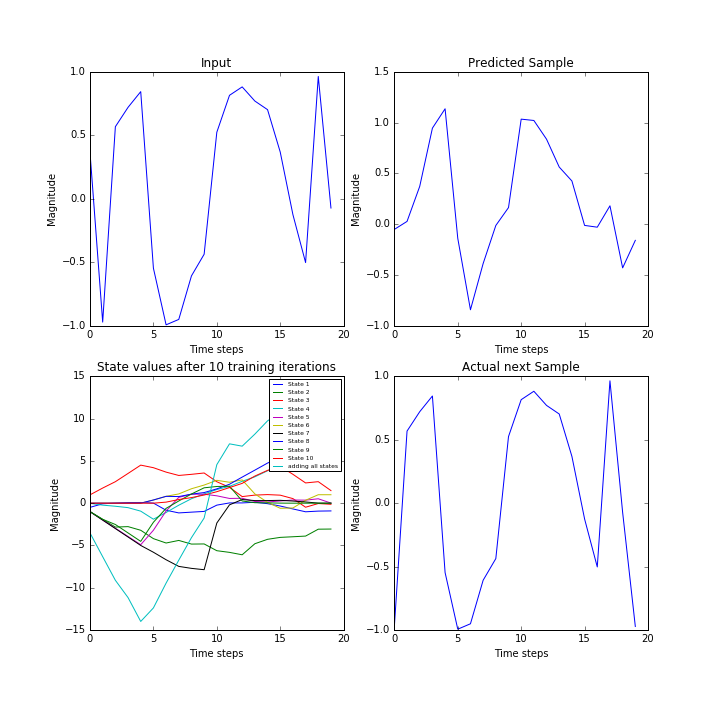 Input
1.0
0.5
0.0
−0.5
−1.0
Magnitude
0 5 10 15 20
Time steps
Predicted Sample
1.5
1.0
0.5
0.0
−0.5
−1.0
Magnitude
0 5 10 15 20
Time steps
State values after 10 training iterations
15
10
5
0
−5
−10
−15
Magnitude
0 5 10 15 20
Time steps
State 1
State 2
State 3
State 4
State 5
State 6
State 7
State 8
State 9
State 10
adding all states
Actual next Sample
1.0
0.5
0.0
−0.5
−1.0
Magnitude
0 5 10 15 20
Time steps